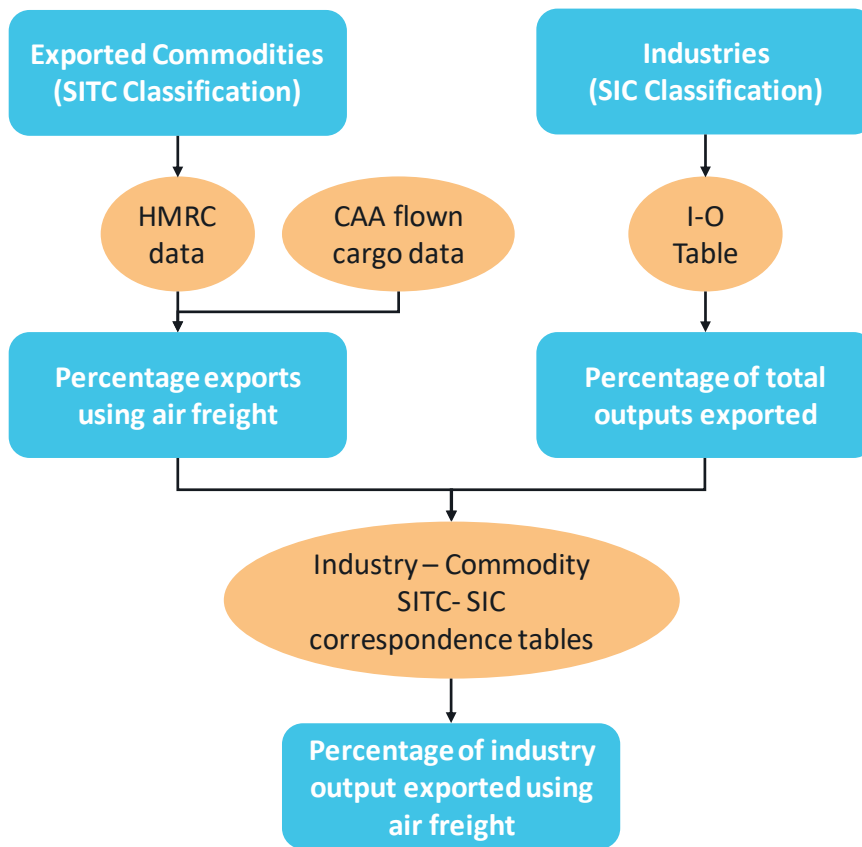 Exported Commodities
(SITC Classification)
Industries
(SIC Classification)
HMRC
data
CAA flown
cargo data
I-O
Table
Percentage exports
using air freight
Percentage of total
outputs exported
Industry – Commodity
SITC- SIC
correspondence tables
Percentage of industry
output exported using
air freight